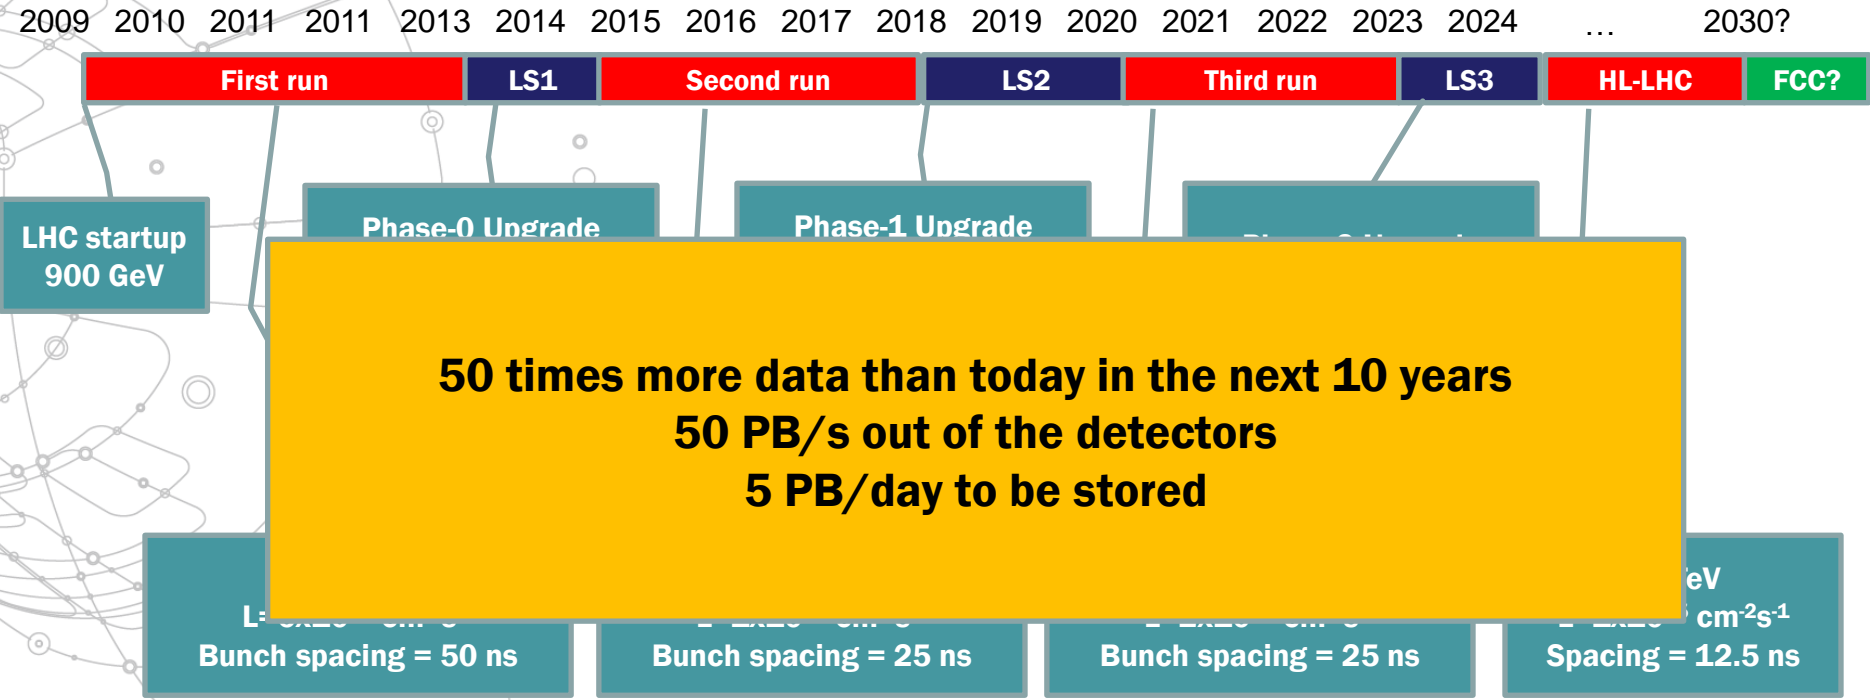 2009 2010 2011 2011 2013 2014 2015 2016 2017 2018 2019 2020 2021 2022 2023 2024 ... 2030?
First run LS1 Second run LS2 Third run LS3 HL-LHC FCC?
LHC startup
900 GeV
Phase-0 Upgrade
Phase-1 Upgrade
50 times more data than today in the next 10 years
50 PB/s out of the detectors
5 PB/day to be stored
Bunch spacing = 50 ns
Bunch spacing = 25 ns
Bunch spacing = 25 ns
eV
cm-2s-1
Spacing = 12.5 ns